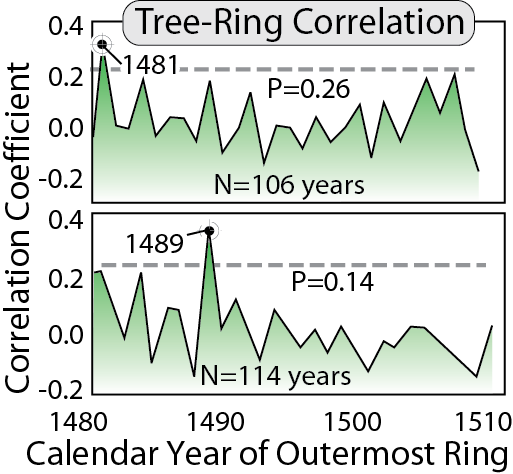 Tree-Ring Correlation
0.4
1481
0.2
P=0.26
0.0
-0.2
N=106 years
Correlation Coefficient
0.4
1489
0.2
P=0.14
0.0
-0.2
N=114 years
1480 1490 1500 1510
Calendar Year of Outermost Ring